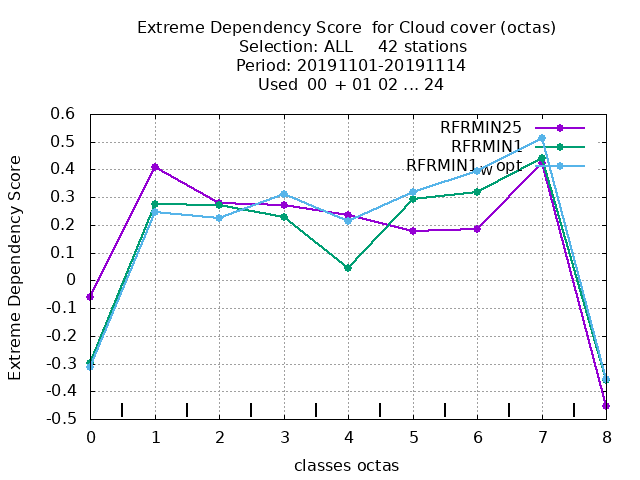 Extreme Dependency Score  for Cloud cover (octas)
Selection: ALL     42 stations
Period: 20191101-20191114
Used  00  + 01 02 ... 24
Extreme Dependency Score
0.6
0.5
0.4
0.3
0.2
0.1
0
-0.1
-0.2
-0.3
-0.4
-0.5
RFRMIN25
RFRMIN1
RFRMIN1_w opt
0 1 2 3 4 5 6 7 8
classes octas